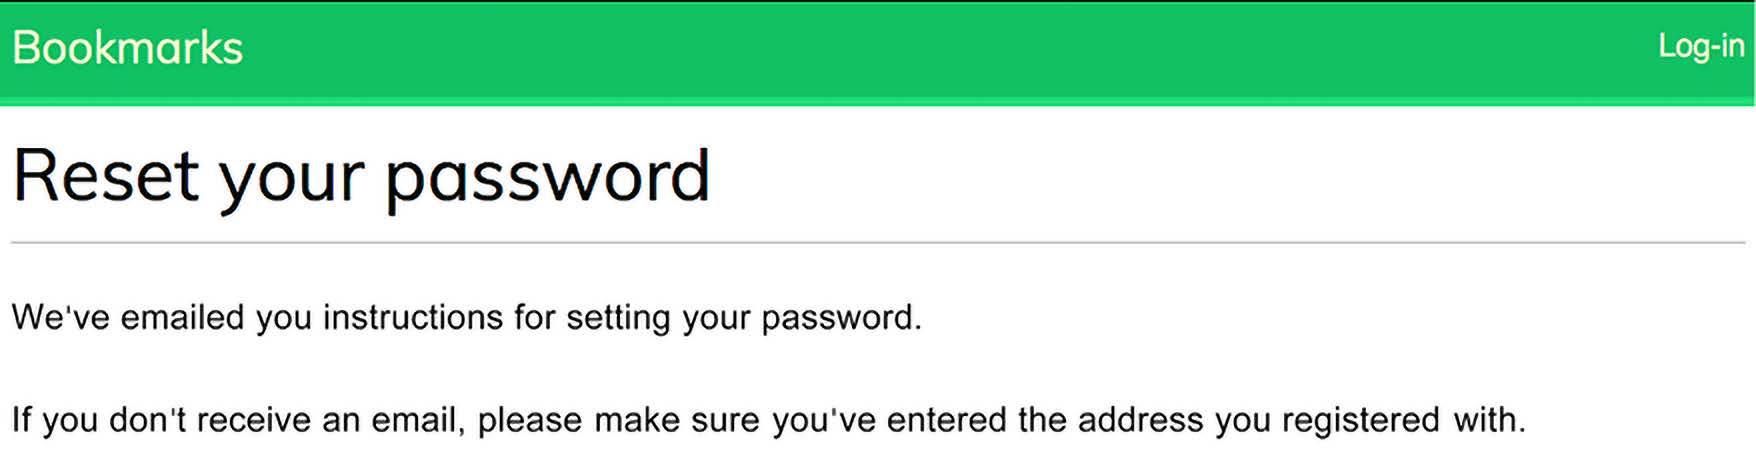 Bookmarks
Log-in
Reset your password
We've emailed you instructions for setting your password.
If you don't receive an email, please make sure you've entered the address you registered with.